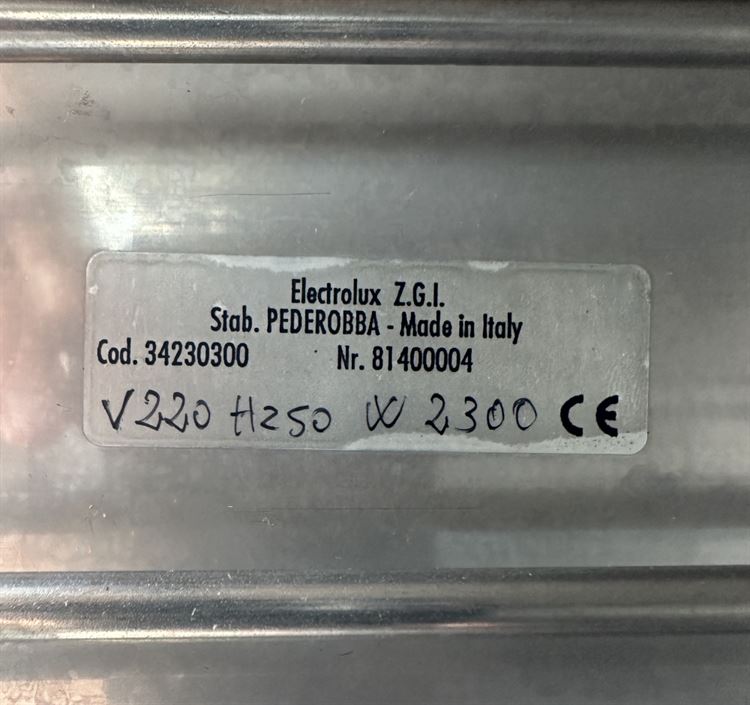 Electrolux Z.G.I.
Stab. PEDEROBBA - Made in Italy
Cod. 34230300 Nr. 81400004
V220 Hz50 W 2300 CE